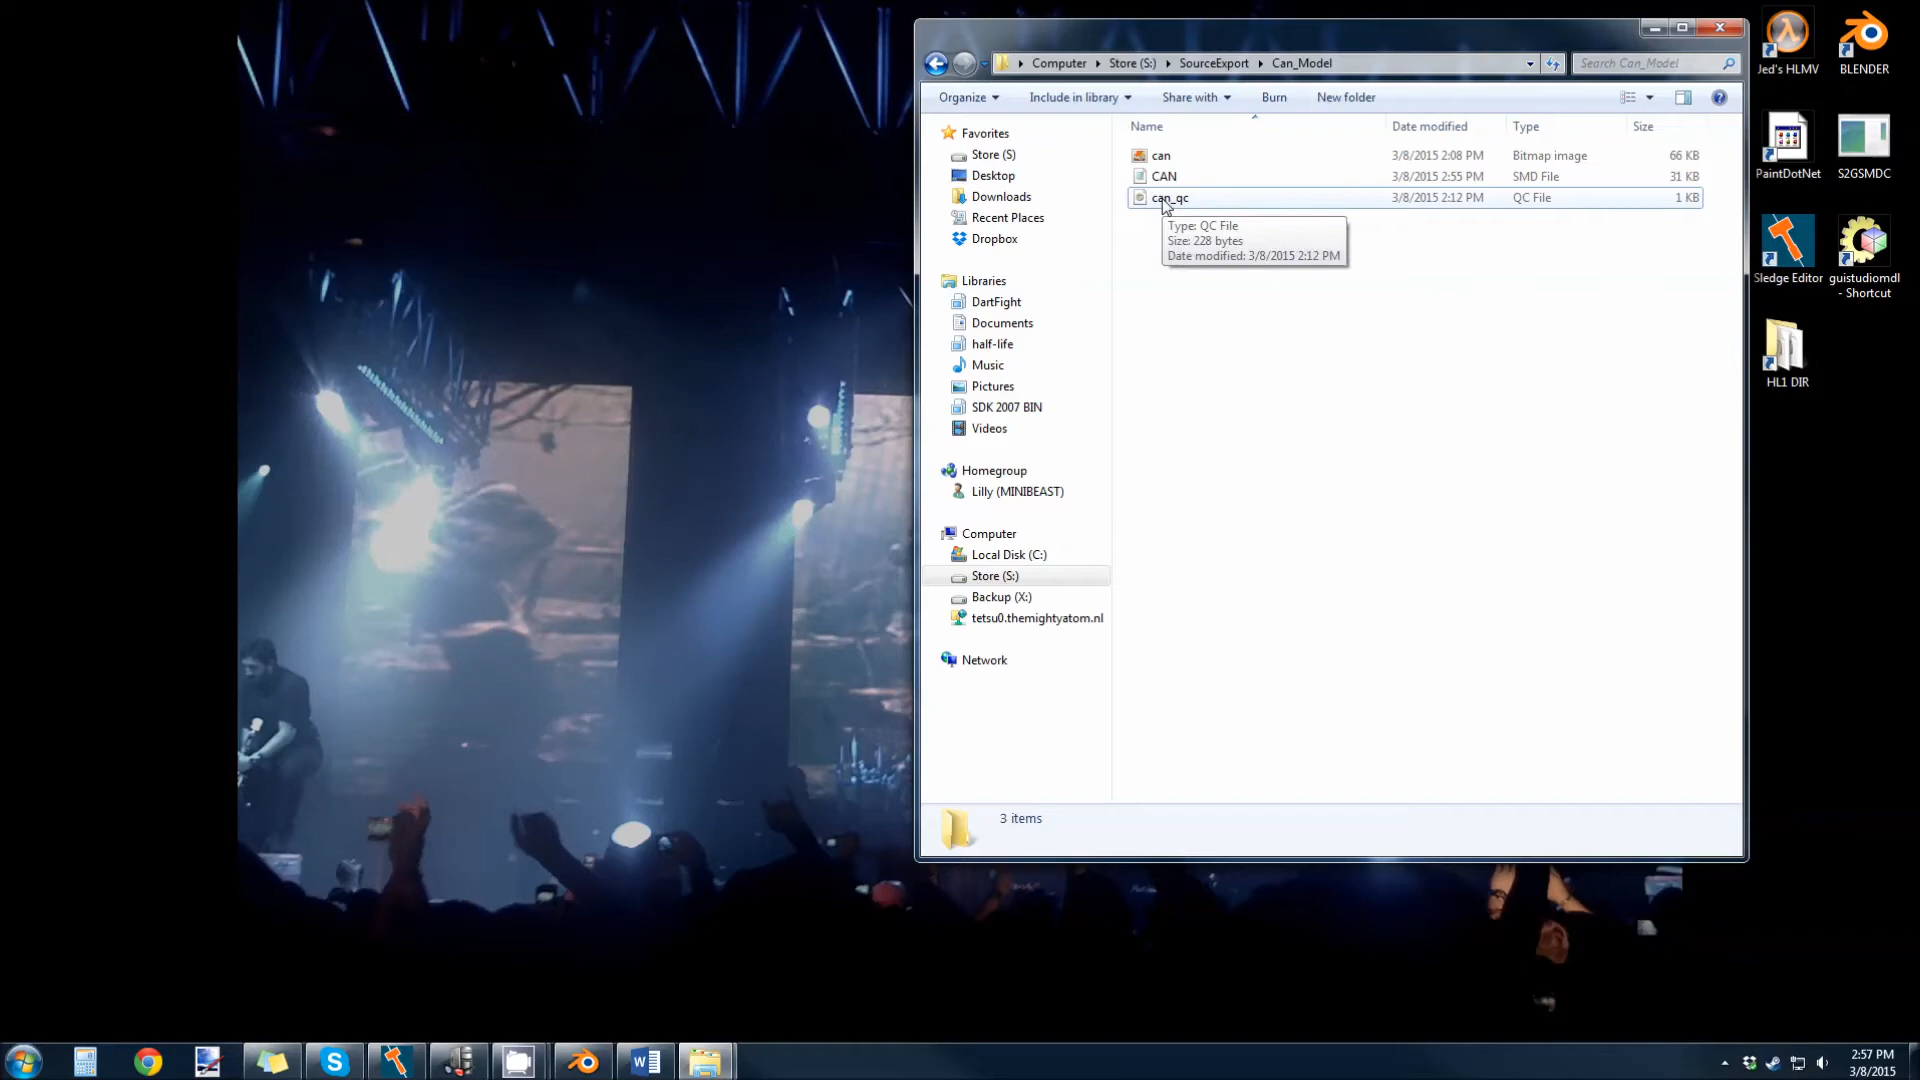 Computer Store (S:) SourceExport Can_Model
Search Can_Model
Organize Include in library Share with Burn New folder
Name Date modified Type Size
can 3/8/2015 2:08 PM Bitmap image 66 KB
CAN 3/8/2015 2:55 PM SMD File 31 KB
can_qc 3/8/2015 2:12 PM QC File 1 KB
Type: QC File
Size: 228 bytes
Date modified: 3/8/2015 2:12 PM
Favorites
Store (S)
Desktop
Downloads
Recent Places
Dropbox
Libraries
DartFight
Documents
half-life
Music
Pictures
SDK 2007 BIN
Videos
Homegroup
Lilly (MINIBEAST)
Computer
Local Disk (C:)
Store (S:)
Backup (X:)
tetsu0.themightyatom.nl
Network
3 items
Jed's HLMV
BLENDER
PaintDotNet
S2GSMDC
Sledge Editor
guistudiomdl
- Shortcut
HL1 DIR
2:57 PM
3/8/2015